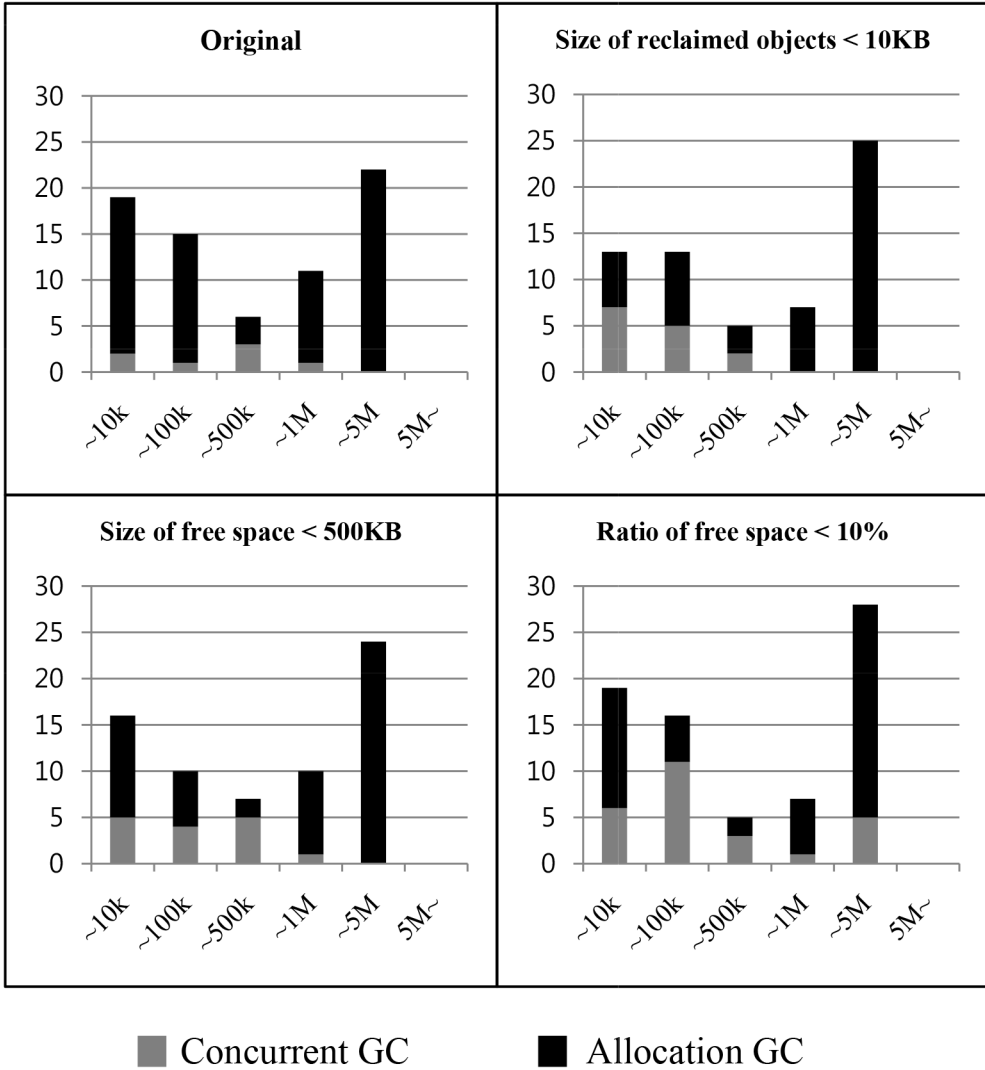 Original
30
25
20
15
10
5
0
~10k
~100k
~500k
~1M
~5M
5M~
Size of reclaimed objects < 10KB
30
25
20
15
10
5
0
~10k
~100k
~500k
~1M
~5M
5M~
Size of free space < 500KB
30
25
20
15
10
5
0
~10k
~100k
~500k
~1M
~5M
5M~
Ratio of free space < 10%
30
25
20
15
10
5
0
~10k
~100k
~500k
~1M
~5M
5M~
Concurrent GC
Allocation GC